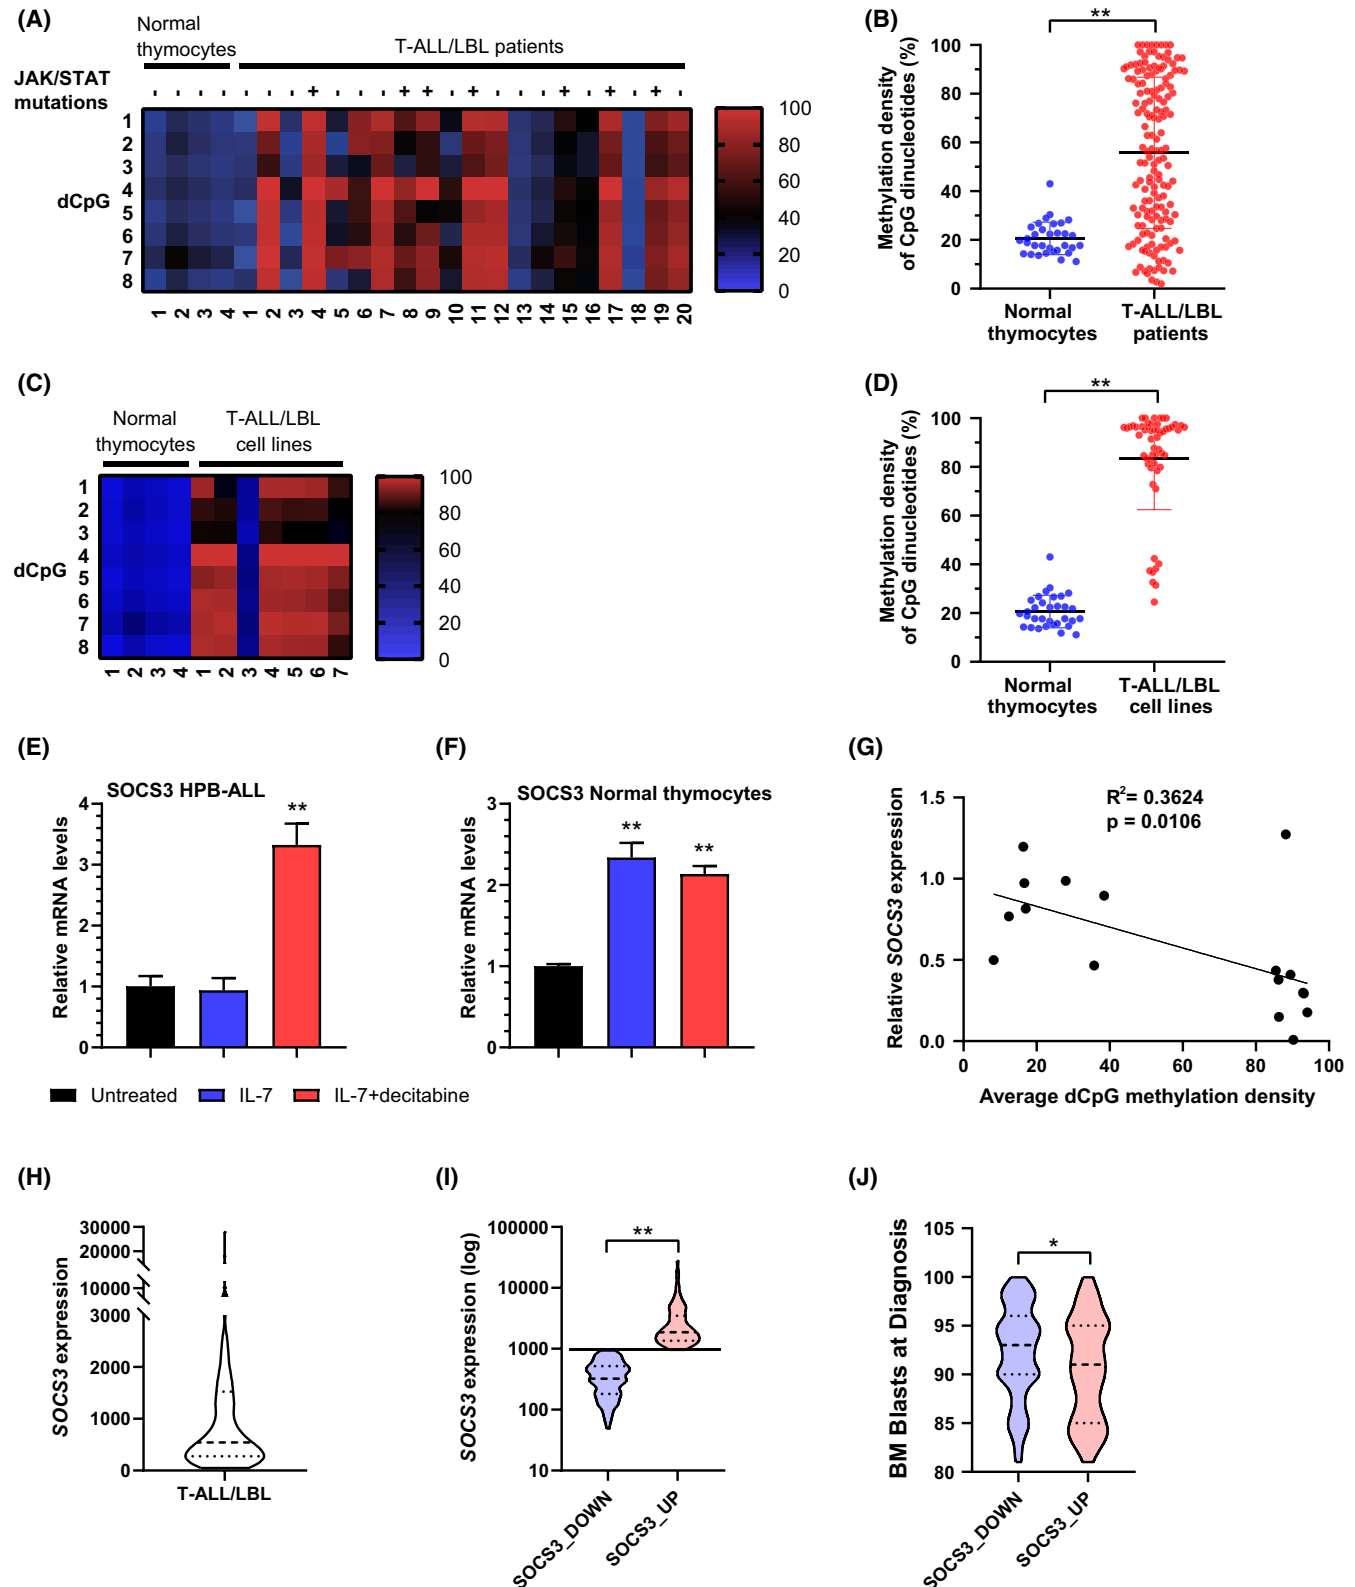 (A)
Normal
thymocytes
T-ALL/LBL patients
JAK/STAT
mutations
- - - - - - - + - - - + + - + - - - + - + - + -
dCpG
1
2
3
4
5
6
7
8
1 2 3 4 1 2 3 4 5 6 7 8 9 10 11 12 13 14 15 16 17 18 19 20
100
80
60
40
20
0
(B)
**
Methylation density
of CpG dinucleotides (%)
100
80
60
40
20
0
Normal
thymocytes
T-ALL/LBL
patients
(C)
Normal
thymocytes
T-ALL/LBL
cell lines
dCpG
1
2
3
4
5
6
7
8
1 2 3 4 1 2 3 4 5 6 7
100
80
60
40
20
0
(D)
**
Methylation density
of CpG dinucleotides (%)
100
80
60
40
20
0
Normal
thymocytes
T-ALL/LBL
cell lines
(E)
SOCS3 HPB-ALL
Relative mRNA levels
4
3
2
1
0
**
(F)
SOCS3 Normal thymocytes
Relative mRNA levels
3
2
1
0
**
**
Untreated
IL-7
IL-7+decitabine
(G)
R2= 0.3624
p = 0.0106
Relative SOCS3 expression
1.5
1.0
0.5
0.0
0 20 40 60 80 100
Average dCpG methylation density
(H)
SOCS3 expression
30000
20000
10000
3000
2000
1000
0
T-ALL/LBL
(I)
**
SOCS3 expression (log)
100000
10000
1000
100
10
SOCS3_DOWN
SOCS3_UP
(J)
*
BM Blasts at Diagnosis
105
100
95
90
85
80
SOCS3_DOWN
SOCS3_UP